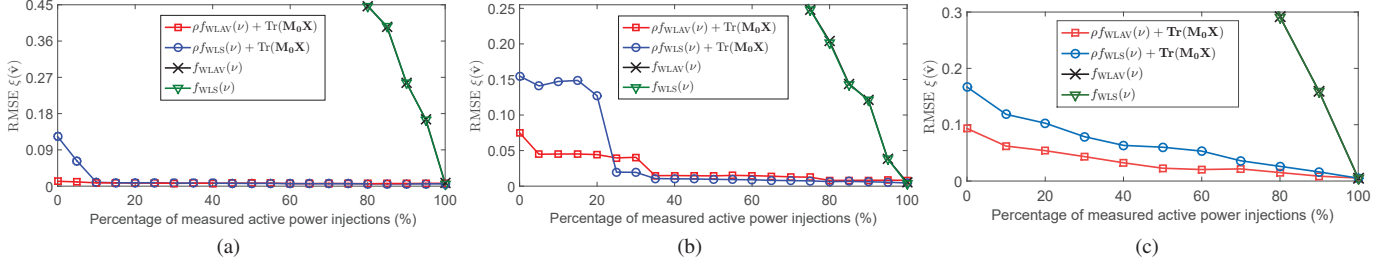 RMSE ξ(v̂)
0.45
0.36
0.27
0.18
0.09
0
ρf_WLAV(ν) + Tr(M₀X)
ρf_WLS(ν) + Tr(M₀X)
f_WLAV(ν)
f_WLS(ν)
0 20 40 60 80 100
Percentage of measured active power injections (%)
(a)
RMSE ξ(v̂)
0.25
0.20
0.15
0.10
0.05
0
ρf_WLAV(ν) + Tr(M₀X)
ρf_WLS(ν) + Tr(M₀X)
f_WLAV(ν)
f_WLS(ν)
0 20 40 60 80 100
Percentage of measured active power injections (%)
(b)
RMSE ξ(v̂)
0.3
0.2
0.1
0
ρf_WLAV(ν) + Tr(M₀X)
ρf_WLS(ν) + Tr(M₀X)
f_WLAV(ν)
f_WLS(ν)
0 20 40 60 80 100
Percentage of measured active power injections (%)
(c)